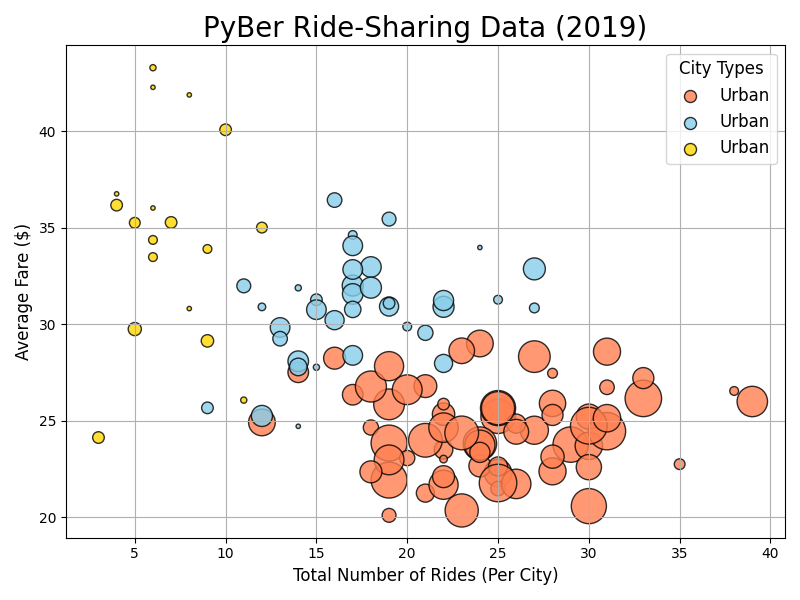 PyBer Ride-Sharing Data (2019)
City Types
Urban
Urban
Urban
Average Fare ($)
40
35
30
25
20
5 10 15 20 25 30 35 40
Total Number of Rides (Per City)